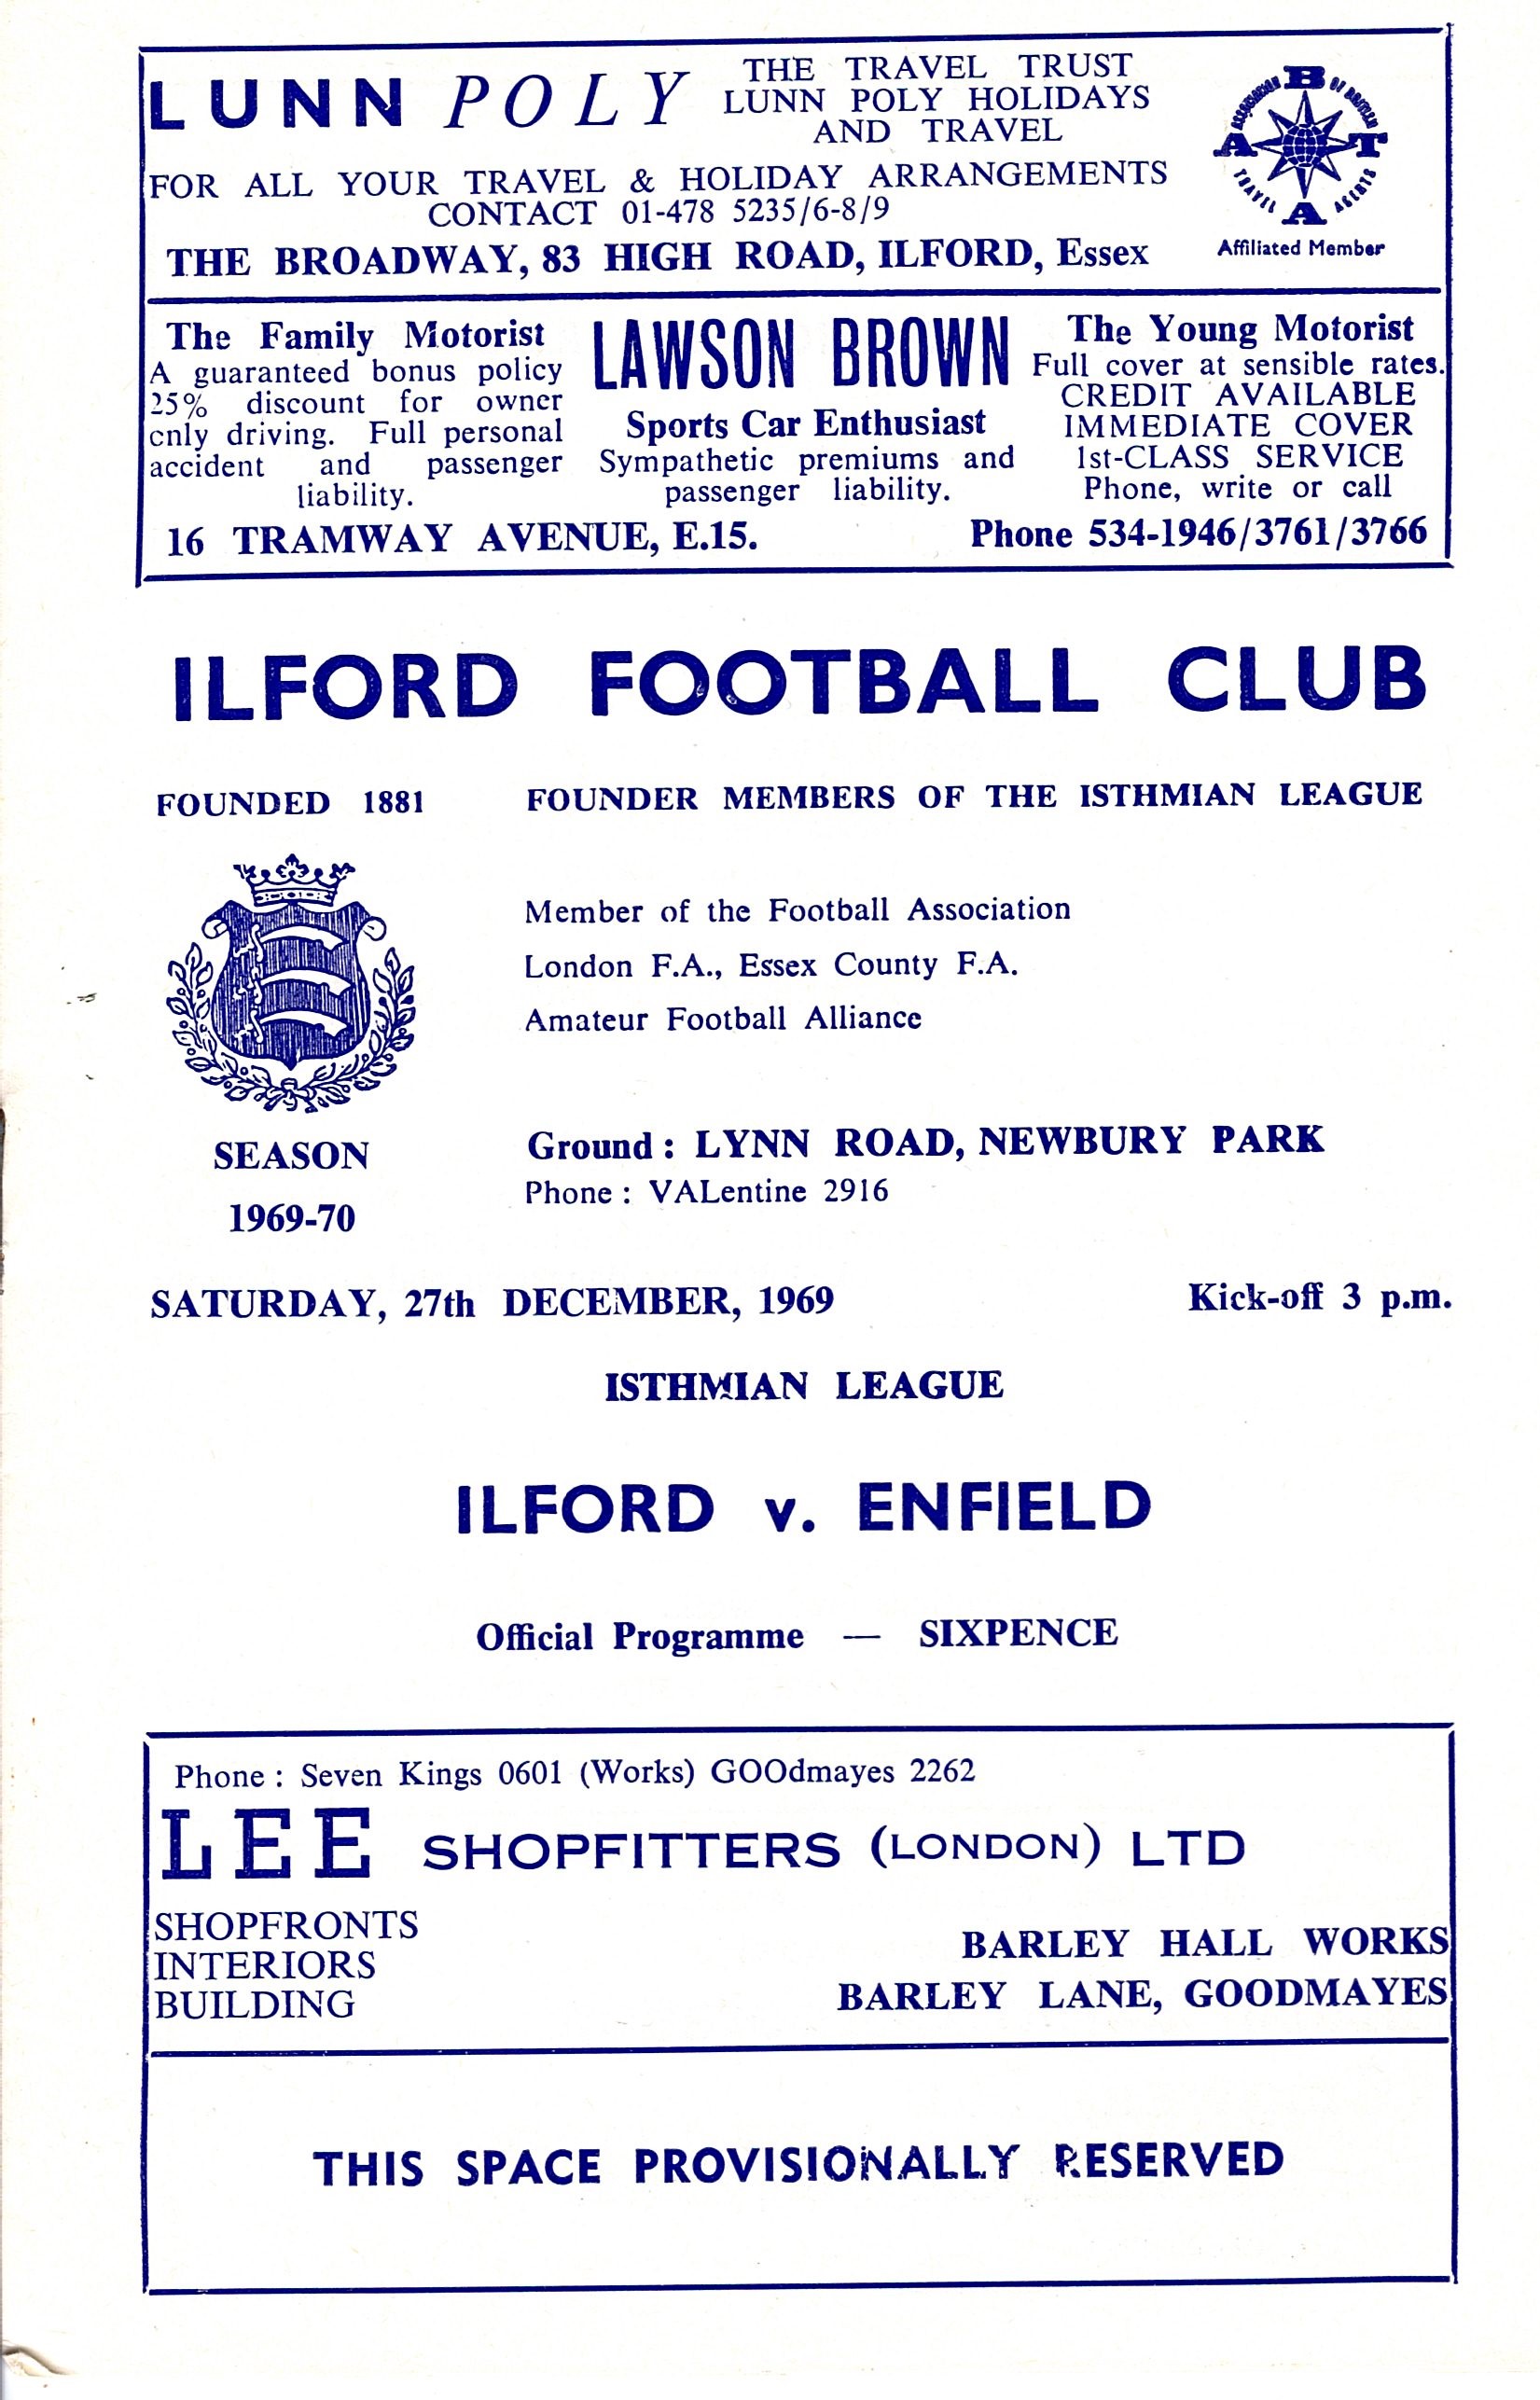 LUNN POLY
THE TRAVEL TRUST
LUNN POLY HOLIDAYS
AND TRAVEL
FOR ALL YOUR TRAVEL & HOLIDAY ARRANGEMENTS
CONTACT 01-478 5235/6-8/9
THE BROADWAY, 83 HIGH ROAD, ILFORD, Essex
ASSOCIATION OF BRITISH
TRAVEL AGENTS
A B T A
Affiliated Member
The Family Motorist
A guaranteed bonus policy
25% discount for owner
cnly driving. Full personal
accident and passenger
liability.
LAWSON BROWN
Sports Car Enthusiast
Sympathetic premiums and
passenger liability.
The Young Motorist
Full cover at sensible rates.
CREDIT AVAILABLE
IMMEDIATE COVER
1st-CLASS SERVICE
Phone, write or call
16 TRAMWAY AVENUE, E.15.
Phone 534-1946/3761/3766
ILFORD FOOTBALL CLUB
FOUNDED 1881
FOUNDER MEMBERS OF THE ISTHMIAN LEAGUE
Member of the Football Association
London F.A., Essex County F.A.
Amateur Football Alliance
SEASON
1969-70
Ground : LYNN ROAD, NEWBURY PARK
Phone : VALentine 2916
SATURDAY, 27th DECEMBER, 1969
Kick-off 3 p.m.
ISTHMIAN LEAGUE
ILFORD v. ENFIELD
Official Programme — SIXPENCE
Phone : Seven Kings 0601 (Works) GOOdmayes 2262
LEE SHOPFITTERS (LONDON) LTD
SHOPFRONTS
INTERIORS
BUILDING
BARLEY HALL WORKS
BARLEY LANE, GOODMAYES
THIS SPACE PROVISIONALLY RESERVED